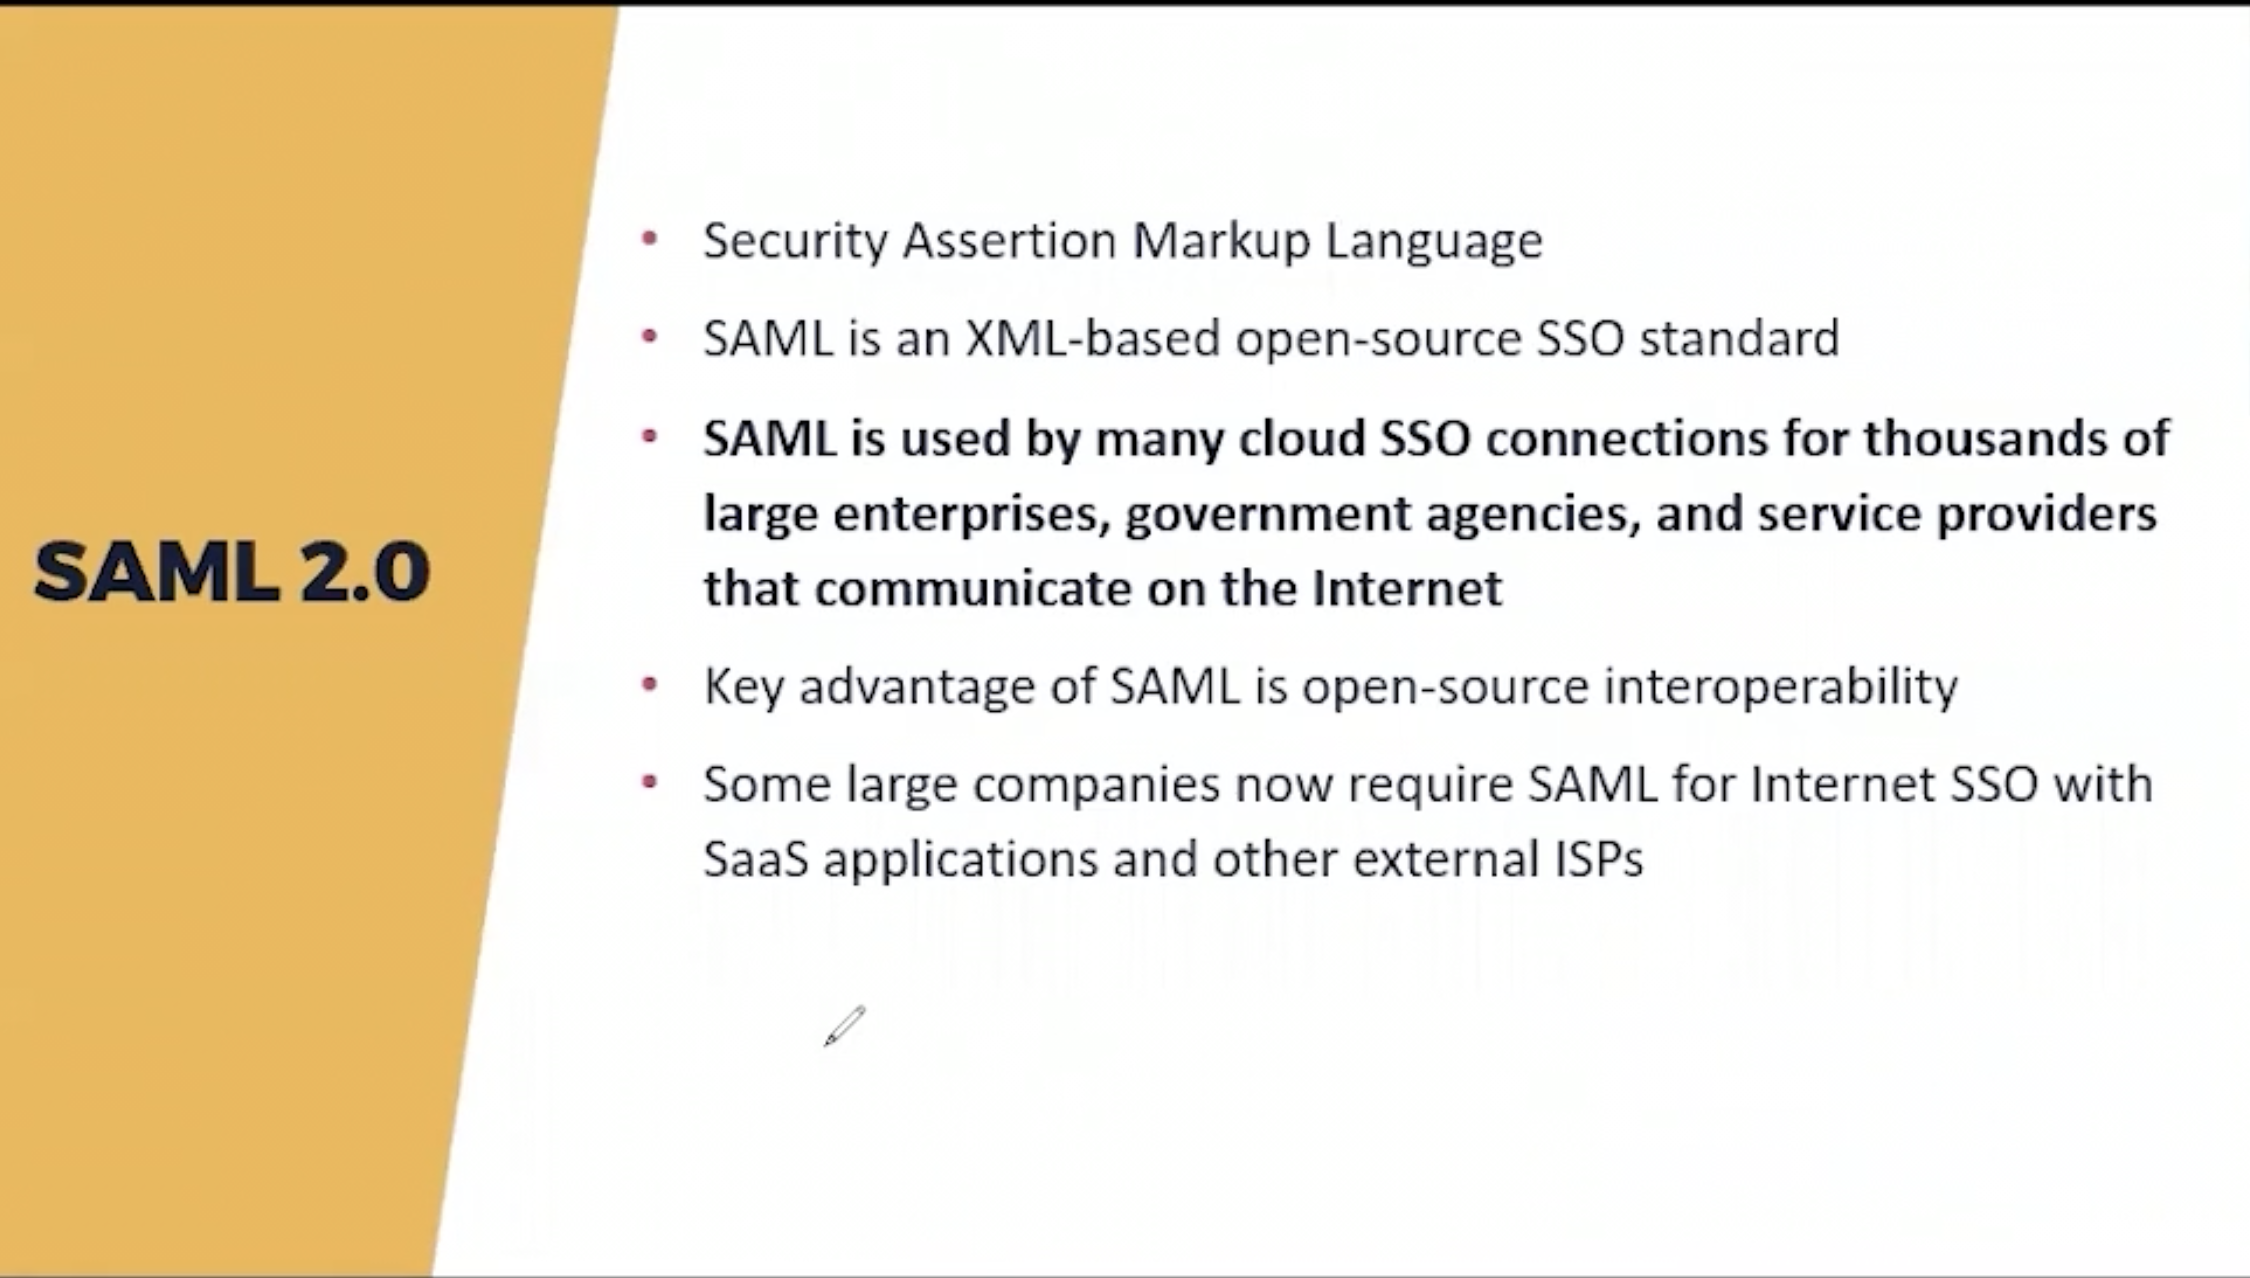 SAML 2.0
• Security Assertion Markup Language
• SAML is an XML-based open-source SSO standard
• SAML is used by many cloud SSO connections for thousands of
large enterprises, government agencies, and service providers
that communicate on the Internet
• Key advantage of SAML is open-source interoperability
• Some large companies now require SAML for Internet SSO with
SaaS applications and other external ISPs